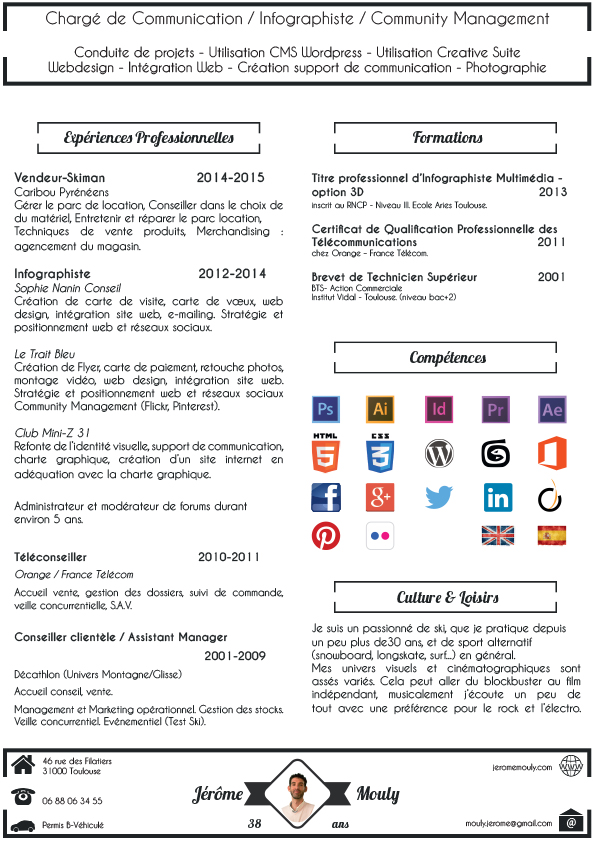 Chargé de Communication / Infographiste / Community Management
Conduite de projets - Utilisation CMS Wordpress - Utilisation Creative Suite
Webdesign - Intégration Web - Création support de communication - Photographie
Expériences Professionnelles
Vendeur-Skiman 2014-2015
Caribou Pyrénéens
Gérer le parc de location, Conseiller dans le choix de
du matériel, Entretenir et réparer le parc location,
Techniques de vente produits, Merchandising :
agencement du magasin.
Infographiste 2012-2014
Sophie Nanin Conseil
Création de carte de visite, carte de vœux, web
design, intégration site web, e-mailing. Stratégie et
positionnement web et réseaux sociaux.
Le Trait Bleu
Création de Flyer, carte de paiement, retouche photos,
montage vidéo, web design, intégration site web.
Stratégie et positionnement web et réseaux sociaux
Community Management (Flickr, Pinterest).
Club Mini-Z 31
Refonte de l'identité visuelle, support de communication,
charte graphique, création d'un site internet en
adéquation avec la charte graphique.
Administrateur et modérateur de forums durant
environ 5 ans.
Téléconseiller 2010-2011
Orange / France Télécom
Accueil vente, gestion des dossiers, suivi de commande,
veille concurrentielle, S.A.V.
Conseiller clientèle / Assistant Manager
2001-2009
Décathlon (Univers Montagne/Glisse)
Accueil conseil, vente.
Management et Marketing opérationnel. Gestion des stocks.
Veille concurrentiel. Evénementiel (Test Ski).
Formations
Titre professionnel d'Infographiste Multimédia -
option 3D 2013
inscrit au RNCP - Niveau III. Ecole Aries Toulouse.
Certificat de Qualification Professionnelle des
Télécommunications 2011
chez Orange - France Télécom.
Brevet de Technicien Supérieur 2001
BTS- Action Commerciale
Institut Vidal - Toulouse. (niveau bac+2)
Compétences
Ps Ai Id Pr Ae
HTML 5 CSS 3 W S
f g+ in
Culture & Loisirs
Je suis un passionné de ski, que je pratique depuis
un peu plus de30 ans, et de sport alternatif
(snowboard, longskate, surf...) en général.
Mes univers visuels et cinématographiques sont
assés variés. Cela peut aller du blockbuster au film
indépendant, musicalement j'écoute un peu de
tout avec une préférence pour le rock et l'électro.
46 rue des Filatiers
31000 Toulouse
06 88 06 34 55
Permis B-Véhiculé
Jérôme Mouly
38 ans
jeromemouly.com
WWW
mouly.jerome@gmail.com
@